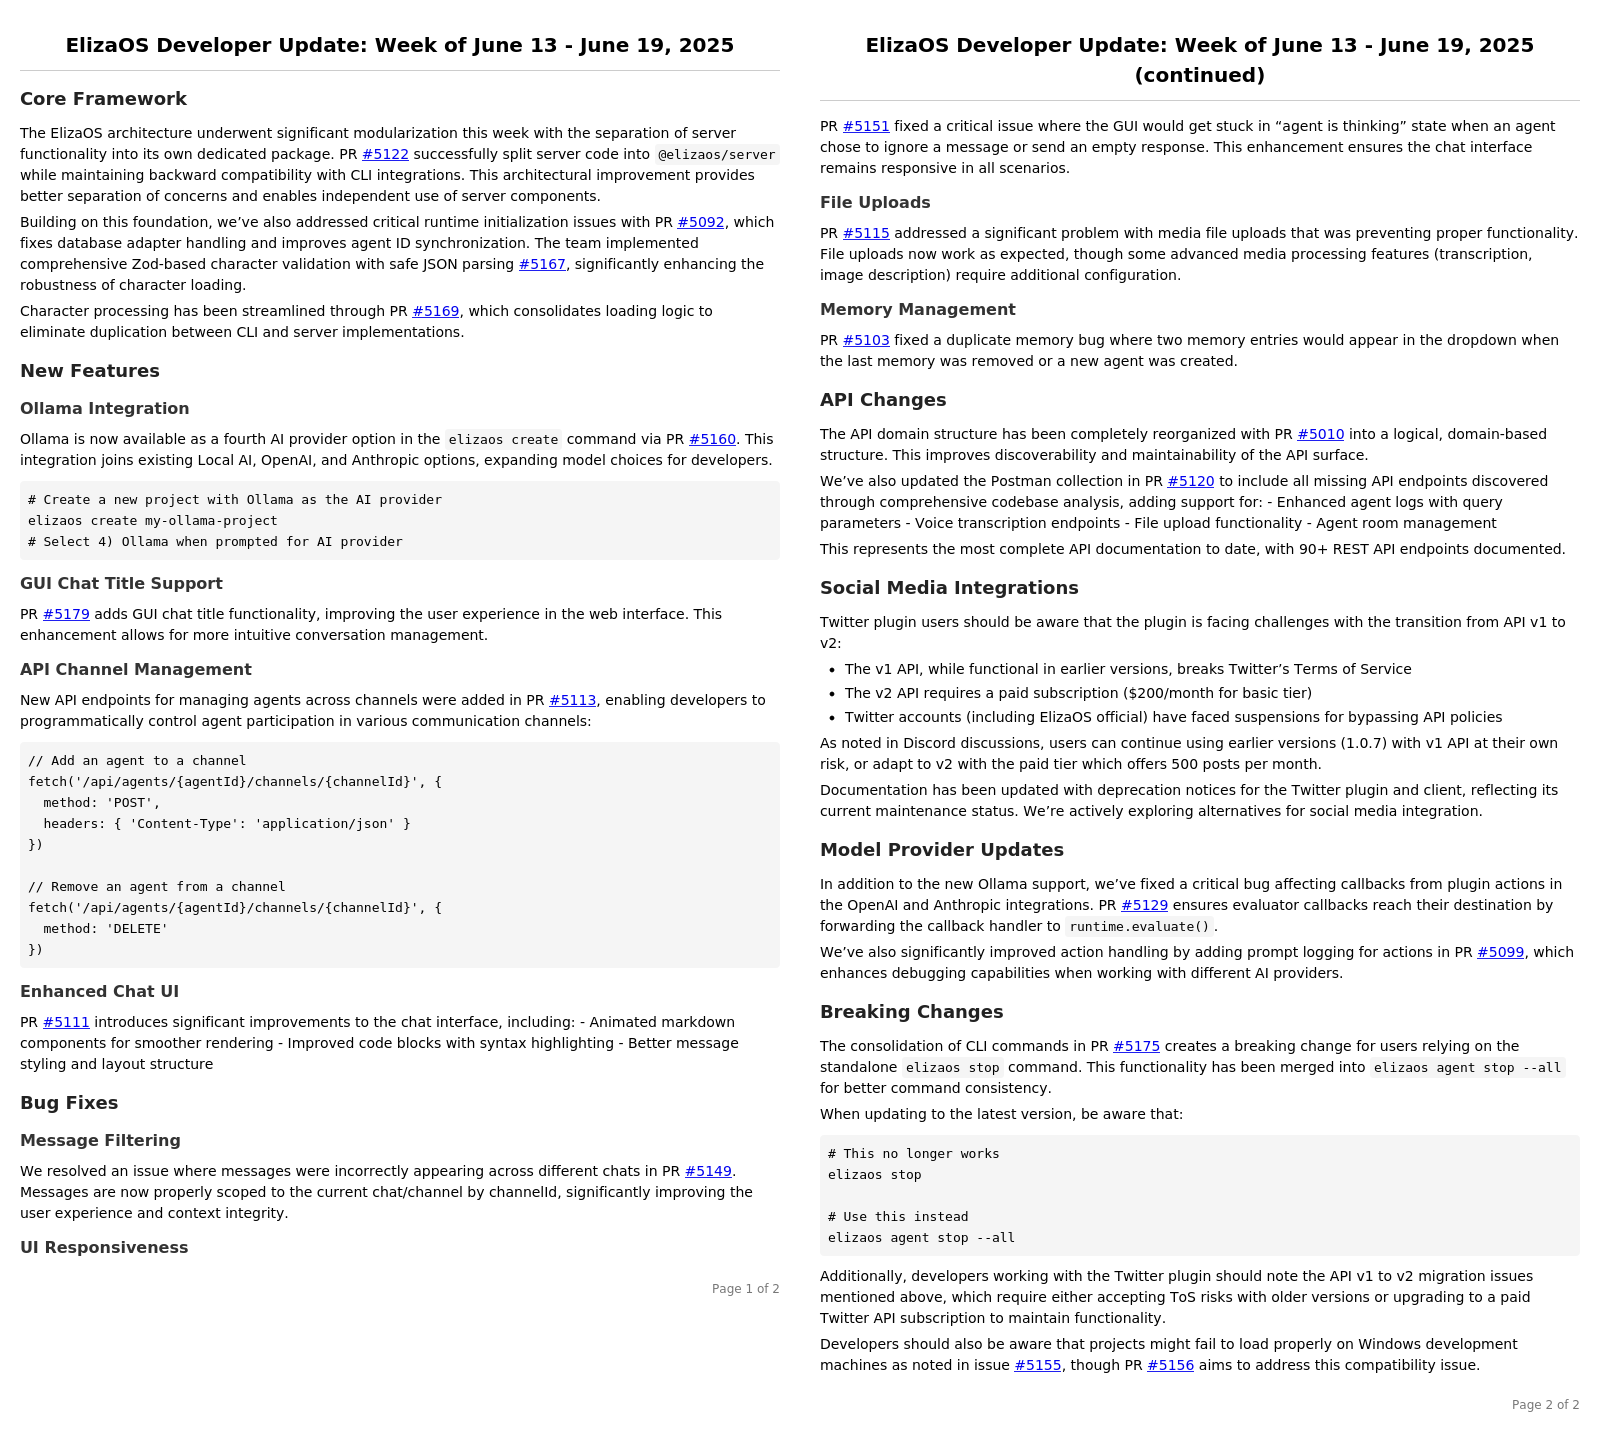 ElizaOS Developer Update: Week of June 13 - June 19, 2025
Core Framework
The ElizaOS architecture underwent significant modularization this week with the separation of server
functionality into its own dedicated package. PR #5122 successfully split server code into @elizaos/server
while maintaining backward compatibility with CLI integrations. This architectural improvement provides
better separation of concerns and enables independent use of server components.
Building on this foundation, we’ve also addressed critical runtime initialization issues with PR #5092, which
fixes database adapter handling and improves agent ID synchronization. The team implemented
comprehensive Zod-based character validation with safe JSON parsing #5167, significantly enhancing the
robustness of character loading.
Character processing has been streamlined through PR #5169, which consolidates loading logic to
eliminate duplication between CLI and server implementations.
New Features
Ollama Integration
Ollama is now available as a fourth AI provider option in the elizaos create command via PR #5160. This
integration joins existing Local AI, OpenAI, and Anthropic options, expanding model choices for developers.
# Create a new project with Ollama as the AI provider
elizaos create my-ollama-project
# Select 4) Ollama when prompted for AI provider
GUI Chat Title Support
PR #5179 adds GUI chat title functionality, improving the user experience in the web interface. This
enhancement allows for more intuitive conversation management.
API Channel Management
New API endpoints for managing agents across channels were added in PR #5113, enabling developers to
programmatically control agent participation in various communication channels:
// Add an agent to a channel
fetch('/api/agents/{agentId}/channels/{channelId}', {
  method: 'POST',
  headers: { 'Content-Type': 'application/json' }
})
// Remove an agent from a channel
fetch('/api/agents/{agentId}/channels/{channelId}', {
  method: 'DELETE'
})
Enhanced Chat UI
PR #5111 introduces significant improvements to the chat interface, including: - Animated markdown
components for smoother rendering - Improved code blocks with syntax highlighting - Better message
styling and layout structure
Bug Fixes
Message Filtering
We resolved an issue where messages were incorrectly appearing across different chats in PR #5149.
Messages are now properly scoped to the current chat/channel by channelId, significantly improving the
user experience and context integrity.
UI Responsiveness
Page 1 of 2
ElizaOS Developer Update: Week of June 13 - June 19, 2025
(continued)
PR #5151 fixed a critical issue where the GUI would get stuck in “agent is thinking” state when an agent
chose to ignore a message or send an empty response. This enhancement ensures the chat interface
remains responsive in all scenarios.
File Uploads
PR #5115 addressed a significant problem with media file uploads that was preventing proper functionality.
File uploads now work as expected, though some advanced media processing features (transcription,
image description) require additional configuration.
Memory Management
PR #5103 fixed a duplicate memory bug where two memory entries would appear in the dropdown when
the last memory was removed or a new agent was created.
API Changes
The API domain structure has been completely reorganized with PR #5010 into a logical, domain-based
structure. This improves discoverability and maintainability of the API surface.
We’ve also updated the Postman collection in PR #5120 to include all missing API endpoints discovered
through comprehensive codebase analysis, adding support for: - Enhanced agent logs with query
parameters - Voice transcription endpoints - File upload functionality - Agent room management
This represents the most complete API documentation to date, with 90+ REST API endpoints documented.
Social Media Integrations
Twitter plugin users should be aware that the plugin is facing challenges with the transition from API v1 to
v2:
• The v1 API, while functional in earlier versions, breaks Twitter’s Terms of Service
• The v2 API requires a paid subscription ($200/month for basic tier)
• Twitter accounts (including ElizaOS official) have faced suspensions for bypassing API policies
As noted in Discord discussions, users can continue using earlier versions (1.0.7) with v1 API at their own
risk, or adapt to v2 with the paid tier which offers 500 posts per month.
Documentation has been updated with deprecation notices for the Twitter plugin and client, reflecting its
current maintenance status. We’re actively exploring alternatives for social media integration.
Model Provider Updates
In addition to the new Ollama support, we’ve fixed a critical bug affecting callbacks from plugin actions in
the OpenAI and Anthropic integrations. PR #5129 ensures evaluator callbacks reach their destination by
forwarding the callback handler to runtime.evaluate().
We’ve also significantly improved action handling by adding prompt logging for actions in PR #5099, which
enhances debugging capabilities when working with different AI providers.
Breaking Changes
The consolidation of CLI commands in PR #5175 creates a breaking change for users relying on the
standalone elizaos stop command. This functionality has been merged into elizaos agent stop --all
for better command consistency.
When updating to the latest version, be aware that:
# This no longer works
elizaos stop
# Use this instead
elizaos agent stop --all
Additionally, developers working with the Twitter plugin should note the API v1 to v2 migration issues
mentioned above, which require either accepting ToS risks with older versions or upgrading to a paid
Twitter API subscription to maintain functionality.
Developers should also be aware that projects might fail to load properly on Windows development
machines as noted in issue #5155, though PR #5156 aims to address this compatibility issue.
Page 2 of 2